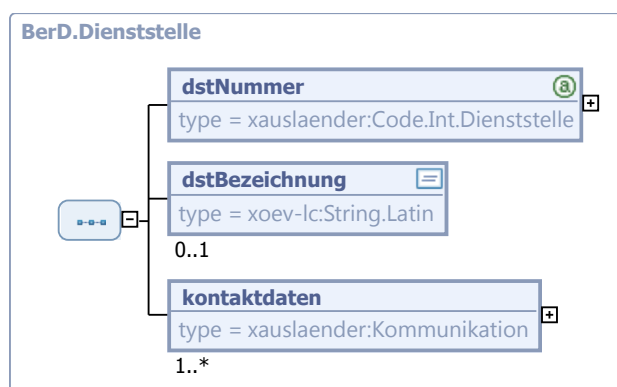 BerD.Dienststelle
dstNummer
a
type = xauslaender:Code.Int.Dienststelle
dstBezeichnung
type = xoev-lc:String.Latin
0..1
kontaktdaten
type = xauslaender:Kommunikation
1..*